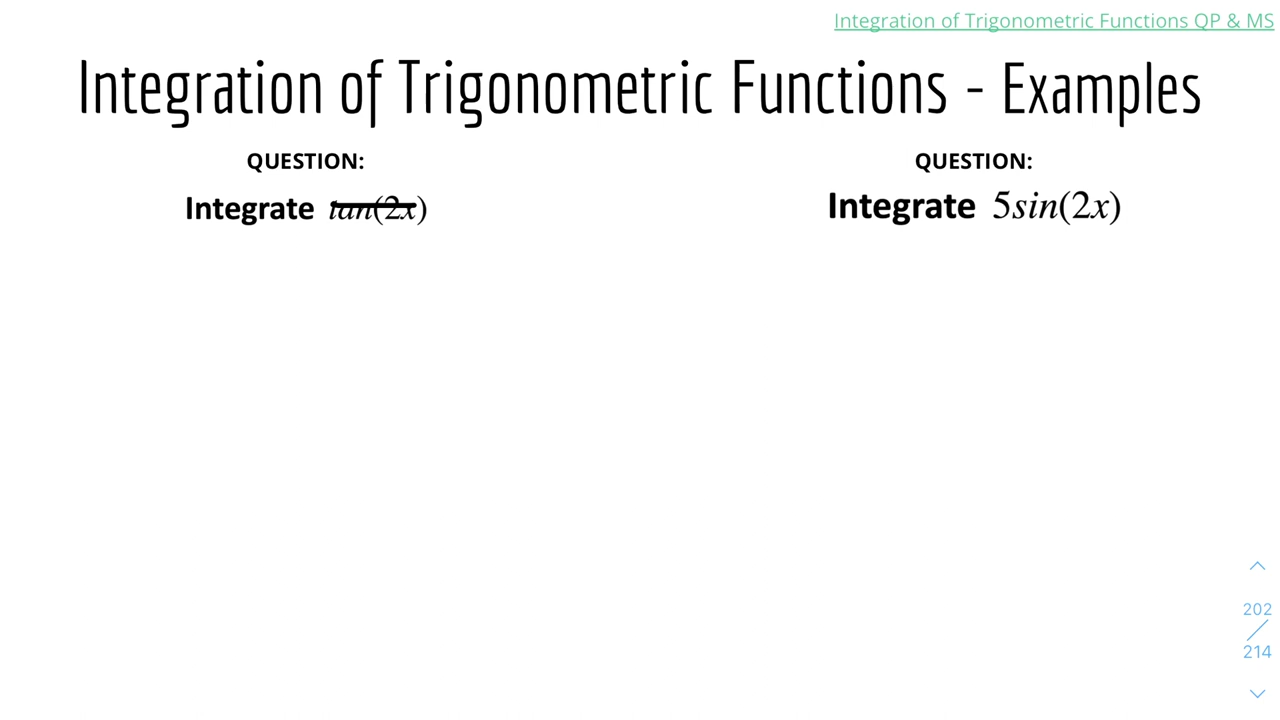 Integration of Trigonometric Functions QP & MS
Integration of Trigonometric Functions - Examples
QUESTION:
Integrate tan(2x)
QUESTION:
Integrate 5sin(2x)
202
214